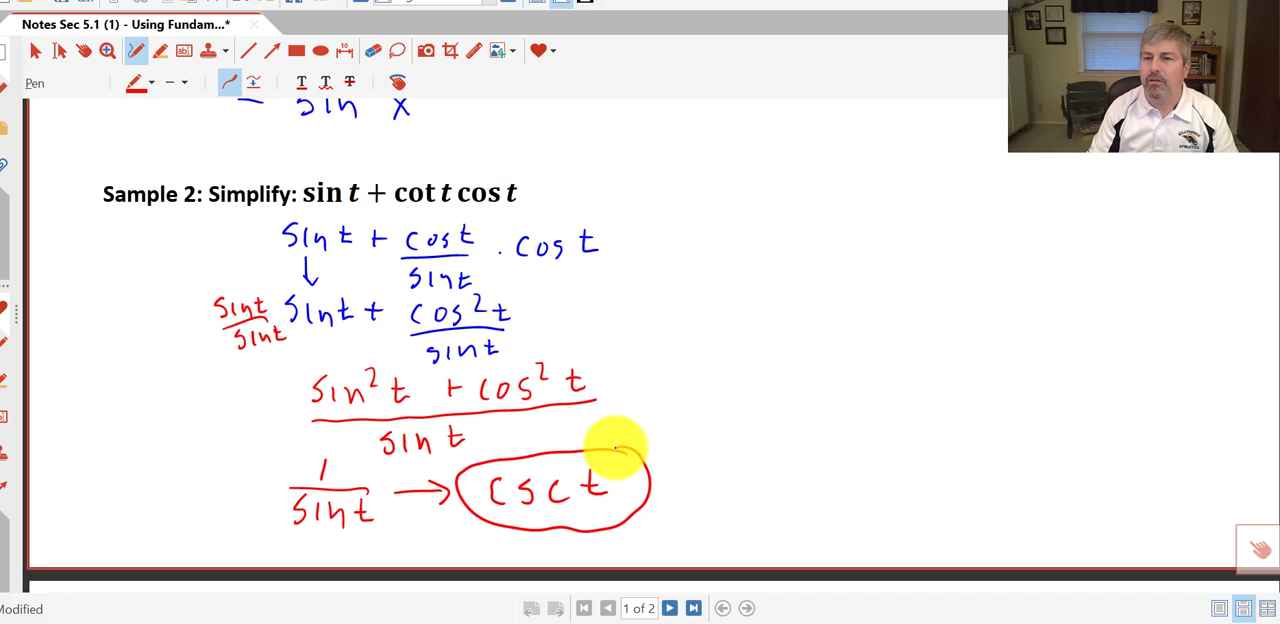 Notes Sec 5.1 (1) - Using Fundam...*
Pen
sin x
Sample 2: Simplify: sin t + cot t cos t
sin t + cos t / sin t · cos t
sin t / sin t sin t + cos² t / sin t
sin² t + cos² t / sin t
1 / sin t → csc t
Modified
1 of 2